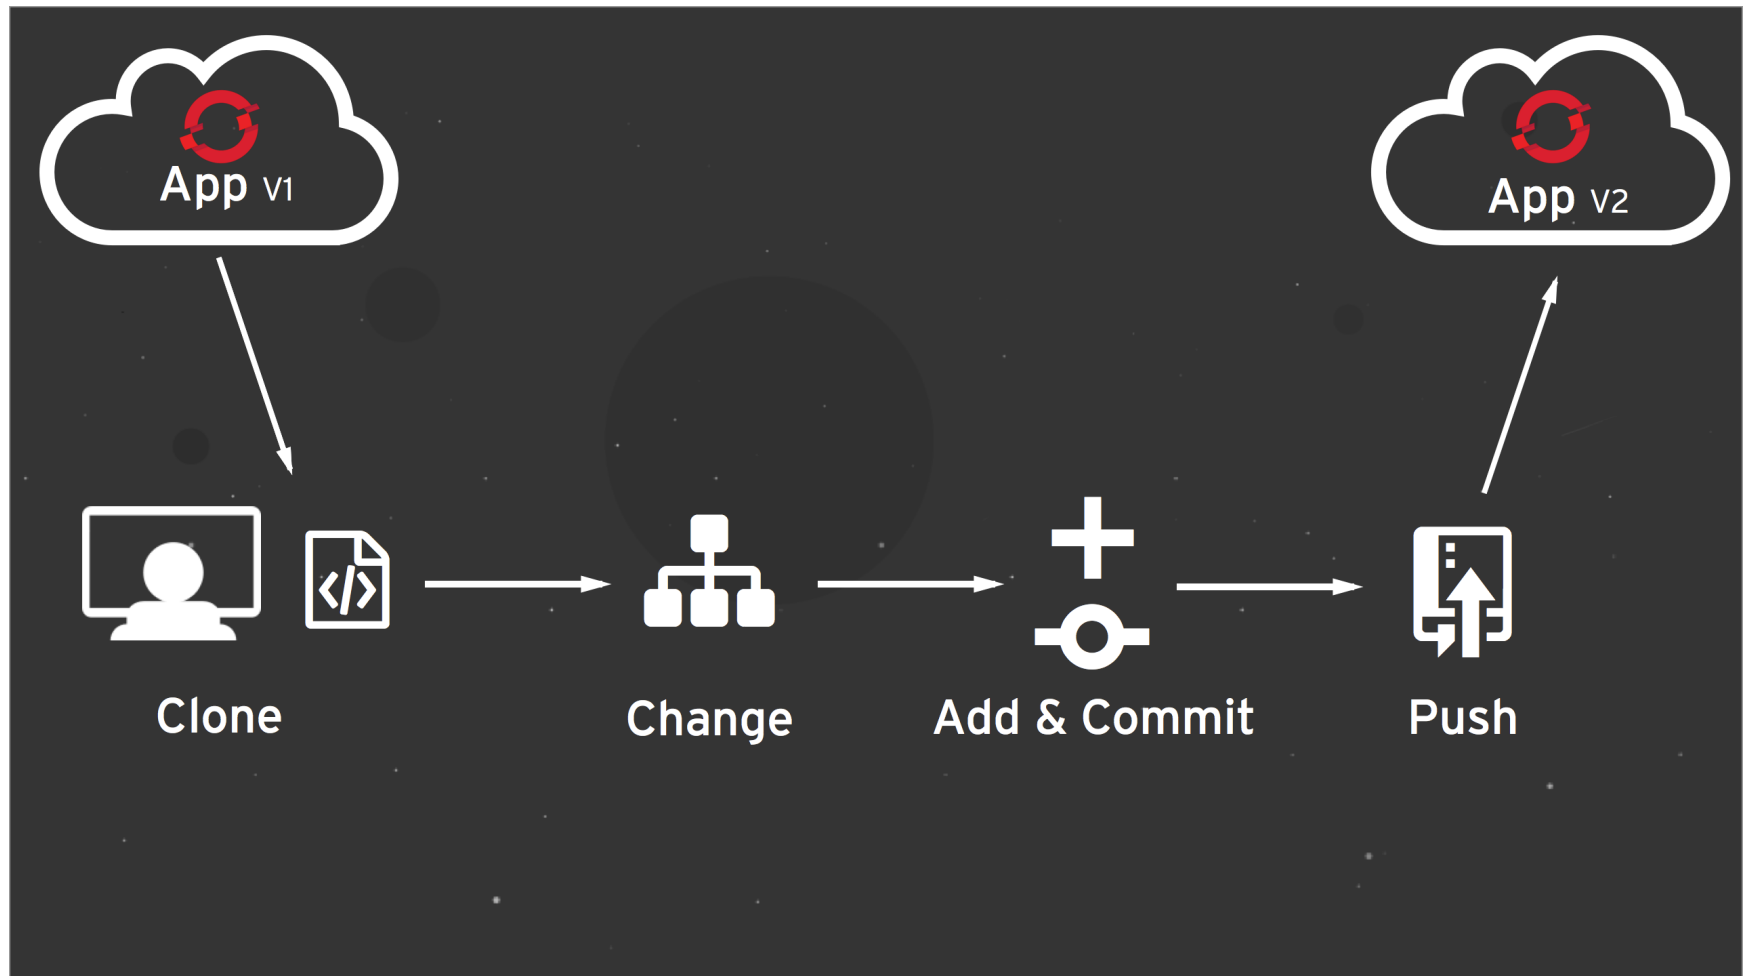 App V1
App V2
</>
Clone
Change
Add & Commit
Push